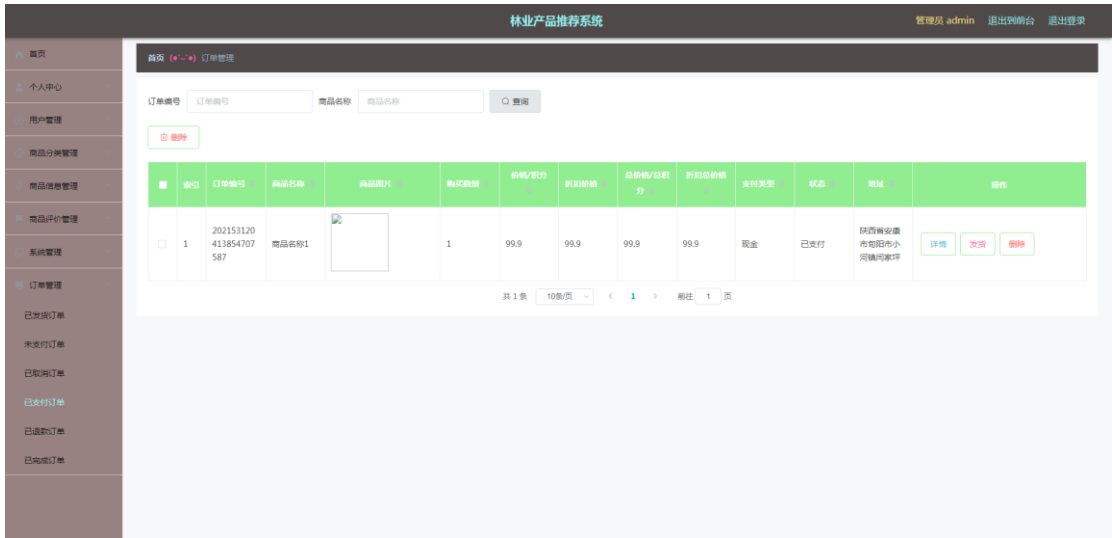 林业产品推荐系统
管理员 admin 退出到前台 退出登录
首页
个人中心
用户管理
商品分类管理
商品信息管理
商品评价管理
系统管理
订单管理
已发货订单
未支付订单
已取消订单
已支付订单
已退款订单
已完成订单
首页 (●'◡'●) 订单管理
订单编号 订单编号 商品名称 商品名称 查询
删除
索引 订单编号 商品名称 商品图片 购买数量 价格/积分 折扣价格 总价格/总积分 折扣总价格 支付类型 状态 地址 操作
1 202153120413854707587 商品名称1 1 99.9 99.9 99.9 99.9 现金 已支付 陕西省安康市旬阳市小河镇闫家坪 详情 发货 删除
共 1 条 10条/页 1 前往 1 页